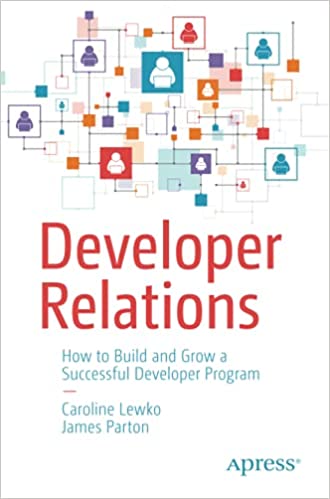 Developer
Relations
How to Build and Grow a
Successful Developer Program
Caroline Lewko
James Parton
Apress®